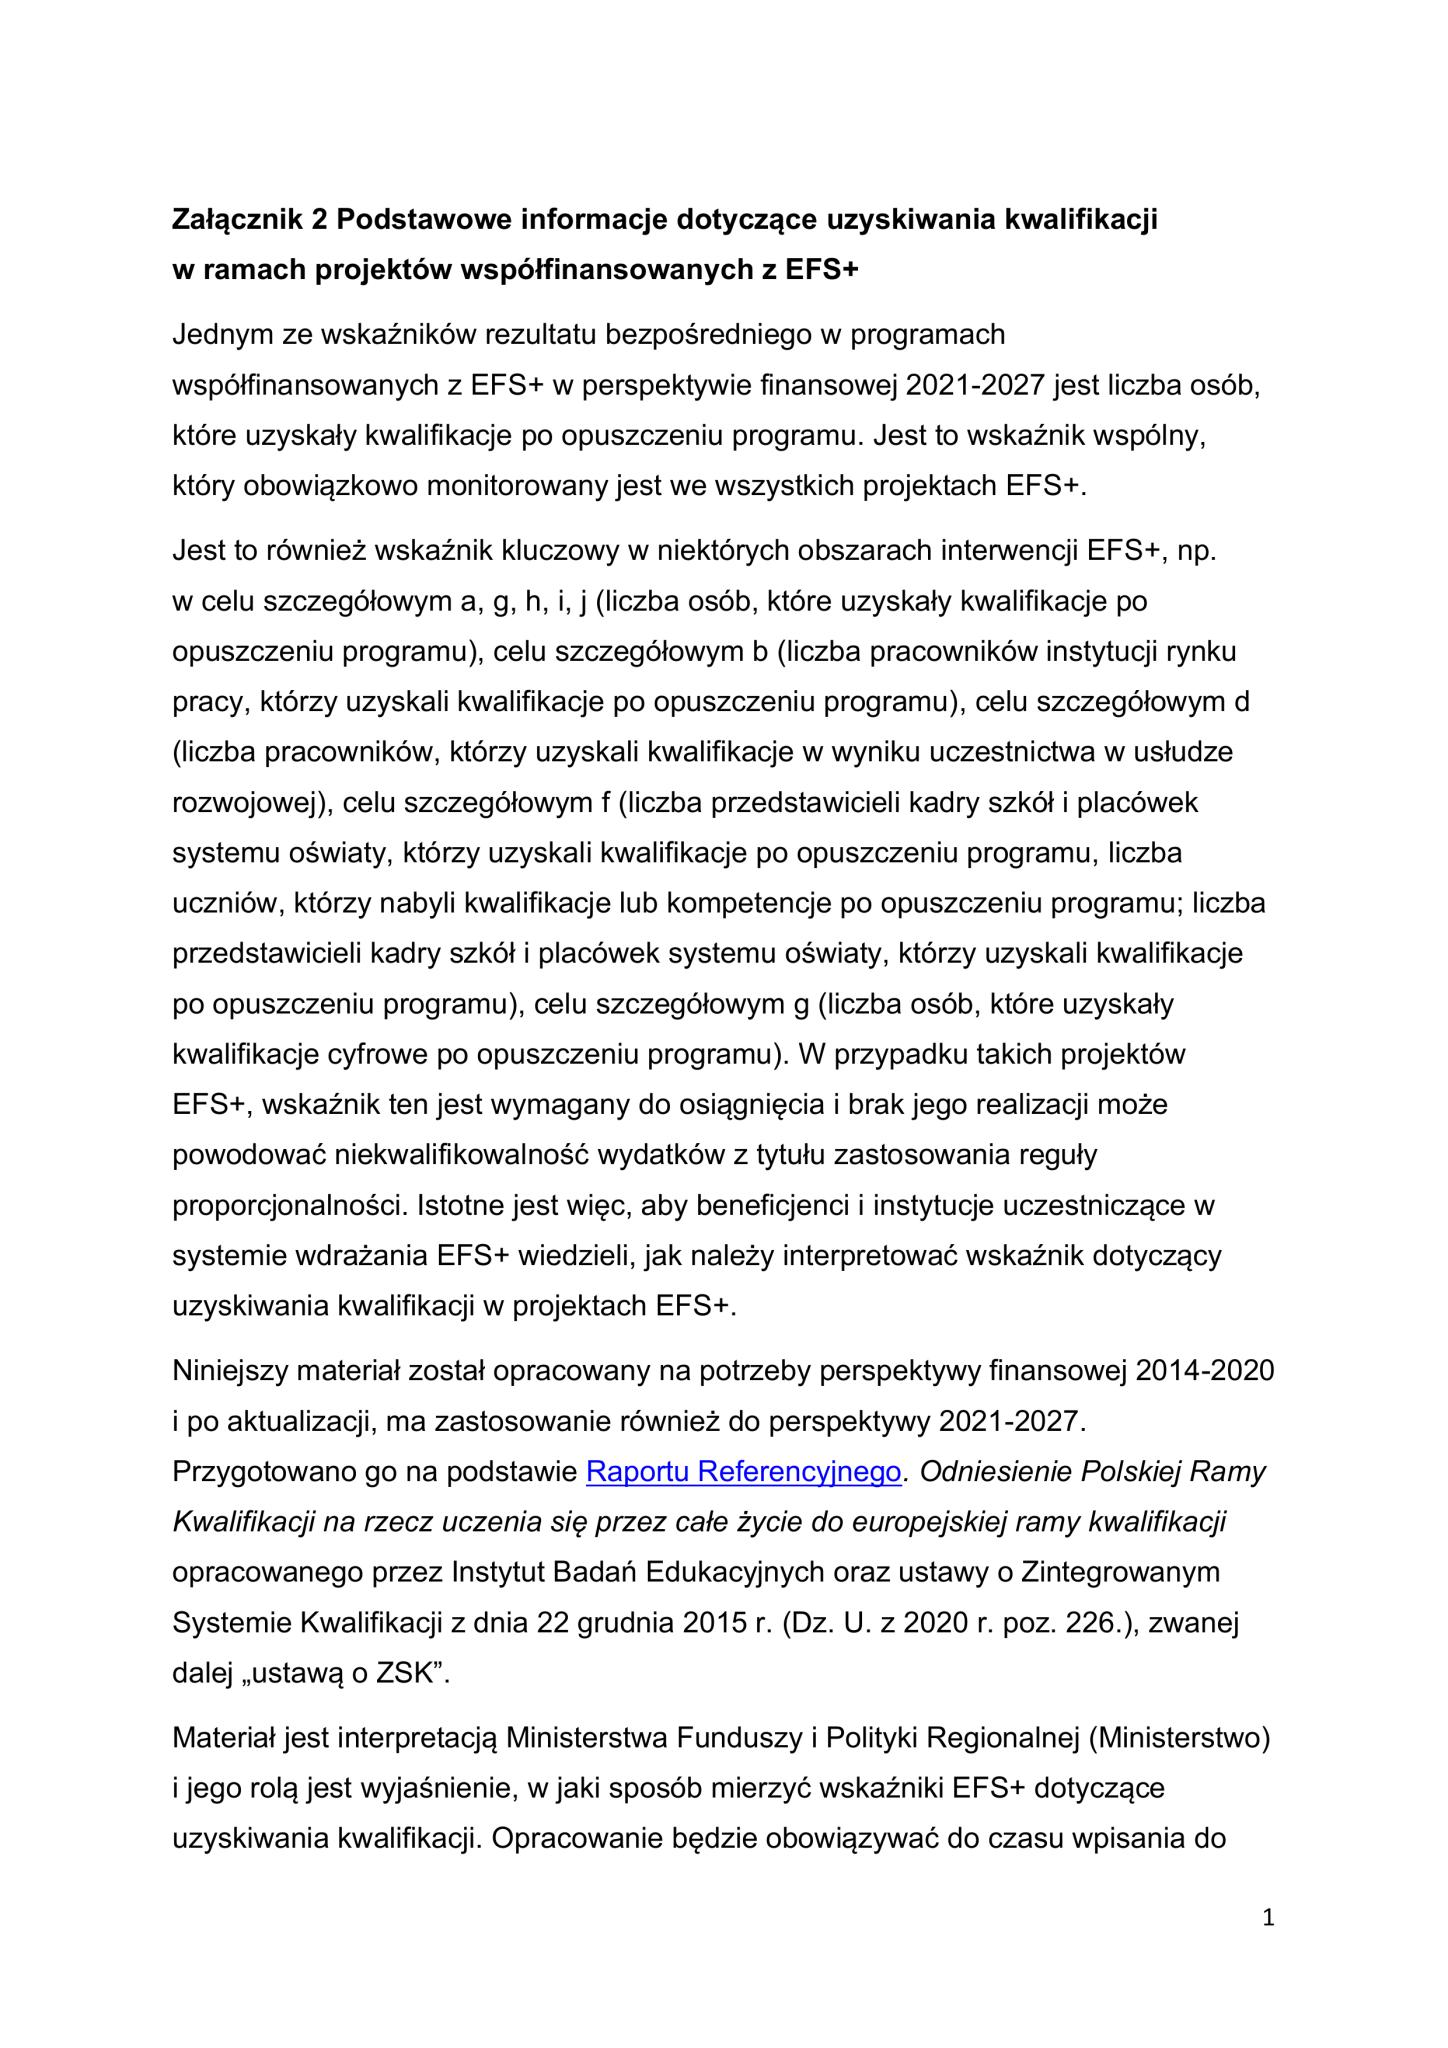 Załącznik 2 Podstawowe informacje dotyczące uzyskiwania kwalifikacji
w ramach projektów współfinansowanych z EFS+
Jednym ze wskaźników rezultatu bezpośredniego w programach
współfinansowanych z EFS+ w perspektywie finansowej 2021-2027 jest liczba osób,
które uzyskały kwalifikacje po opuszczeniu programu. Jest to wskaźnik wspólny,
który obowiązkowo monitorowany jest we wszystkich projektach EFS+.
Jest to również wskaźnik kluczowy w niektórych obszarach interwencji EFS+, np.
w celu szczegółowym a, g, h, i, j (liczba osób, które uzyskały kwalifikacje po
opuszczeniu programu), celu szczegółowym b (liczba pracowników instytucji rynku
pracy, którzy uzyskali kwalifikacje po opuszczeniu programu), celu szczegółowym d
(liczba pracowników, którzy uzyskali kwalifikacje w wyniku uczestnictwa w usłudze
rozwojowej), celu szczegółowym f (liczba przedstawicieli kadry szkół i placówek
systemu oświaty, którzy uzyskali kwalifikacje po opuszczeniu programu, liczba
uczniów, którzy nabyli kwalifikacje lub kompetencje po opuszczeniu programu; liczba
przedstawicieli kadry szkół i placówek systemu oświaty, którzy uzyskali kwalifikacje
po opuszczeniu programu), celu szczegółowym g (liczba osób, które uzyskały
kwalifikacje cyfrowe po opuszczeniu programu). W przypadku takich projektów
EFS+, wskaźnik ten jest wymagany do osiągnięcia i brak jego realizacji może
powodować niekwalifikowalność wydatków z tytułu zastosowania reguły
proporcjonalności. Istotne jest więc, aby beneficjenci i instytucje uczestniczące w
systemie wdrażania EFS+ wiedzieli, jak należy interpretować wskaźnik dotyczący
uzyskiwania kwalifikacji w projektach EFS+.
Niniejszy materiał został opracowany na potrzeby perspektywy finansowej 2014-2020
i po aktualizacji, ma zastosowanie również do perspektywy 2021-2027.
Przygotowano go na podstawie Raportu Referencyjnego. Odniesienie Polskiej Ramy
Kwalifikacji na rzecz uczenia się przez całe życie do europejskiej ramy kwalifikacji
opracowanego przez Instytut Badań Edukacyjnych oraz ustawy o Zintegrowanym
Systemie Kwalifikacji z dnia 22 grudnia 2015 r. (Dz. U. z 2020 r. poz. 226.), zwanej
dalej „ustawą o ZSK”.
Materiał jest interpretacją Ministerstwa Funduszy i Polityki Regionalnej (Ministerstwo)
i jego rolą jest wyjaśnienie, w jaki sposób mierzyć wskaźniki EFS+ dotyczące
uzyskiwania kwalifikacji. Opracowanie będzie obowiązywać do czasu wpisania do
1